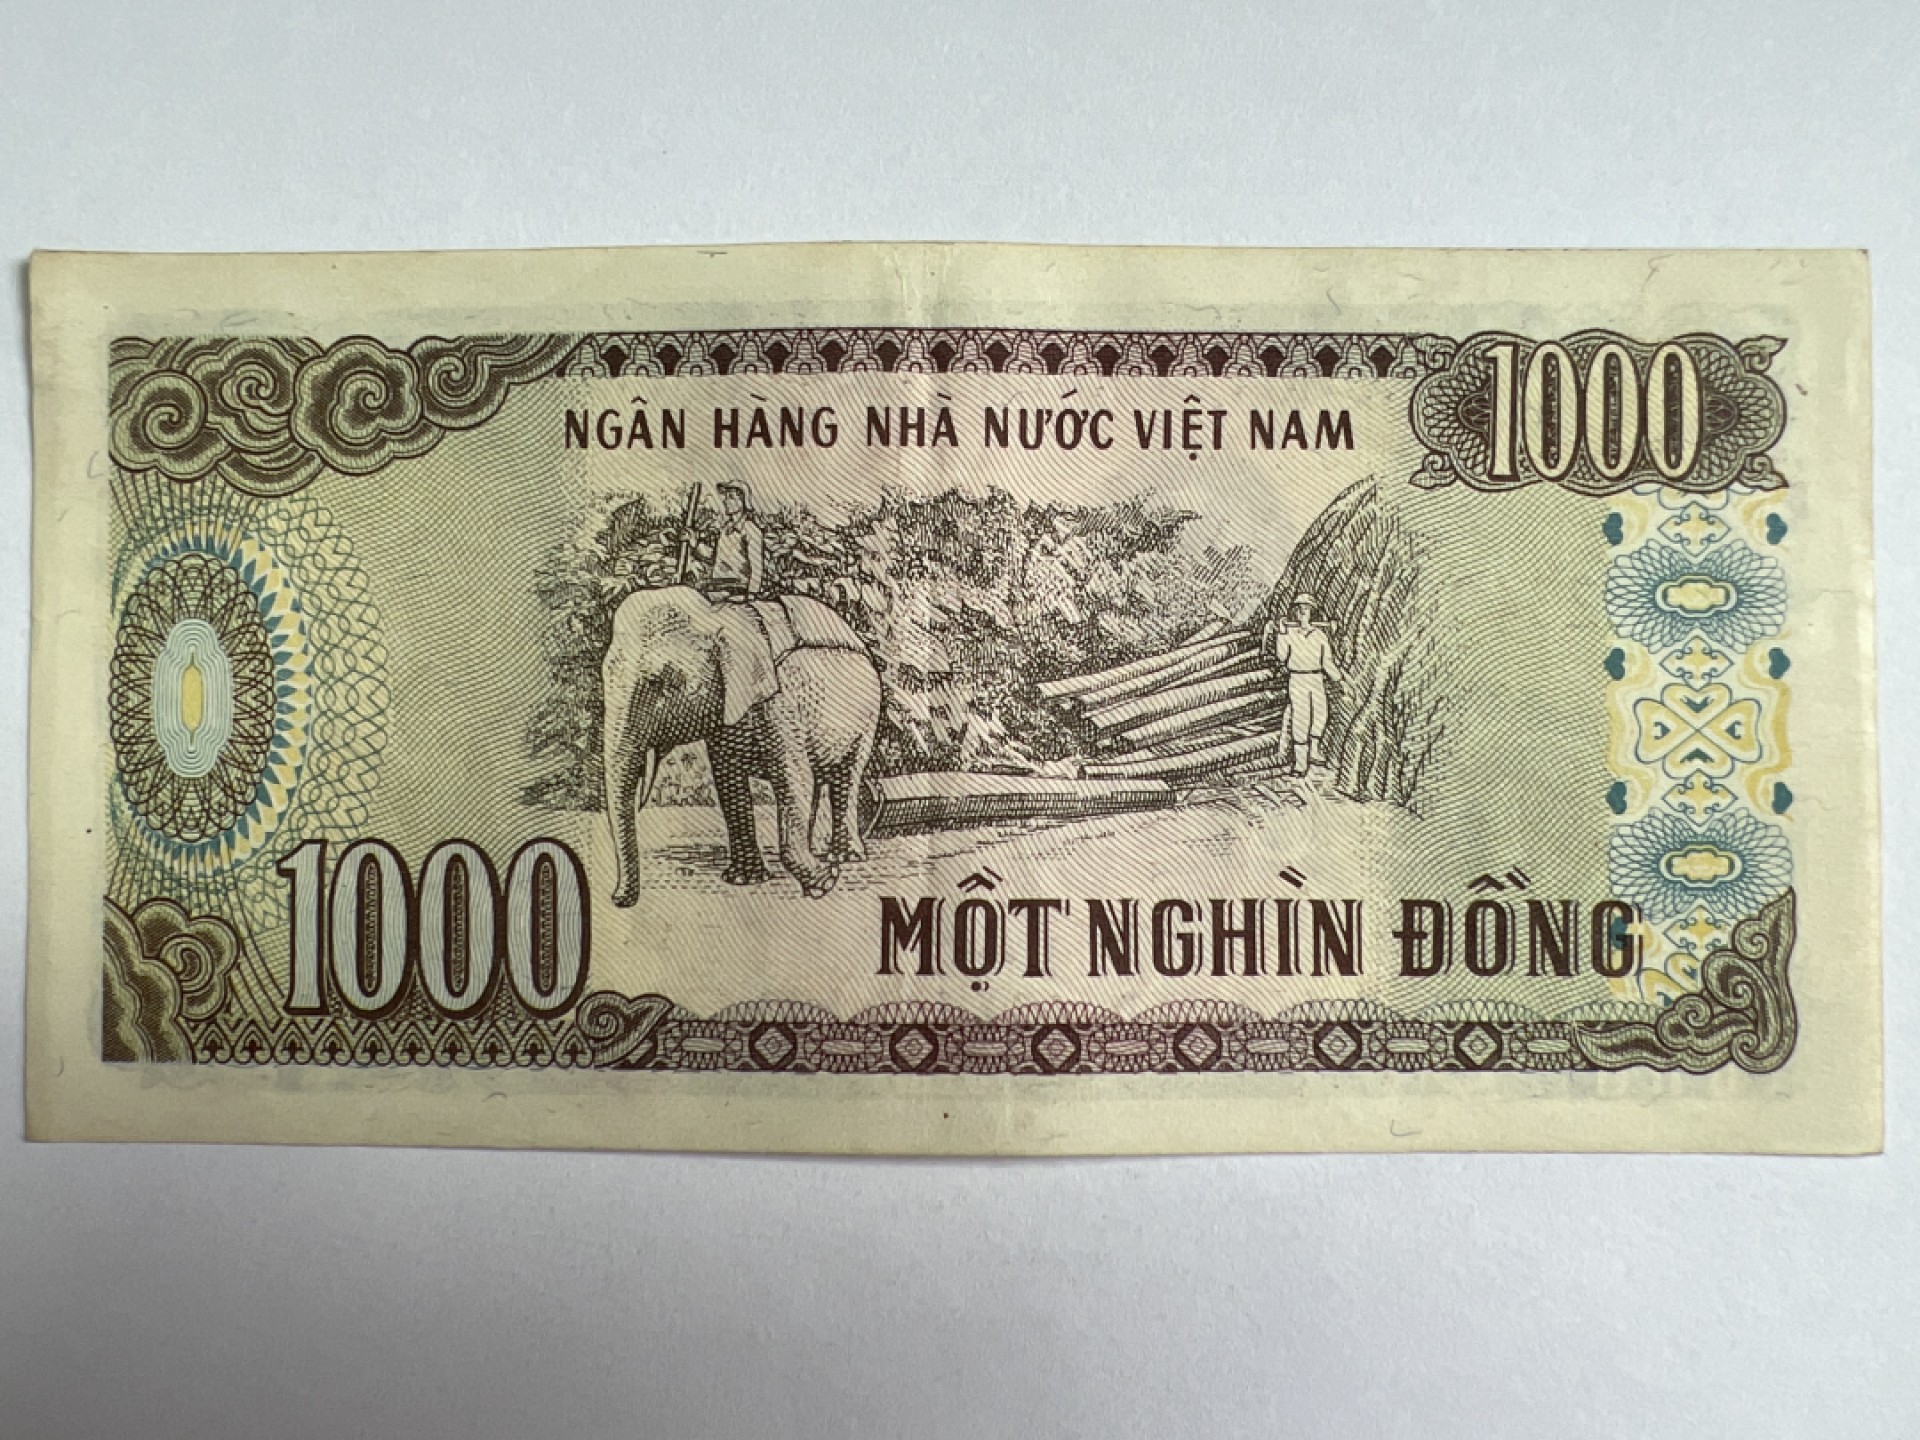 NGÂN HÀNG NHÀ NƯỚC VIỆT NAM
1000
1000
MỘT NGHÌN ĐỒNG